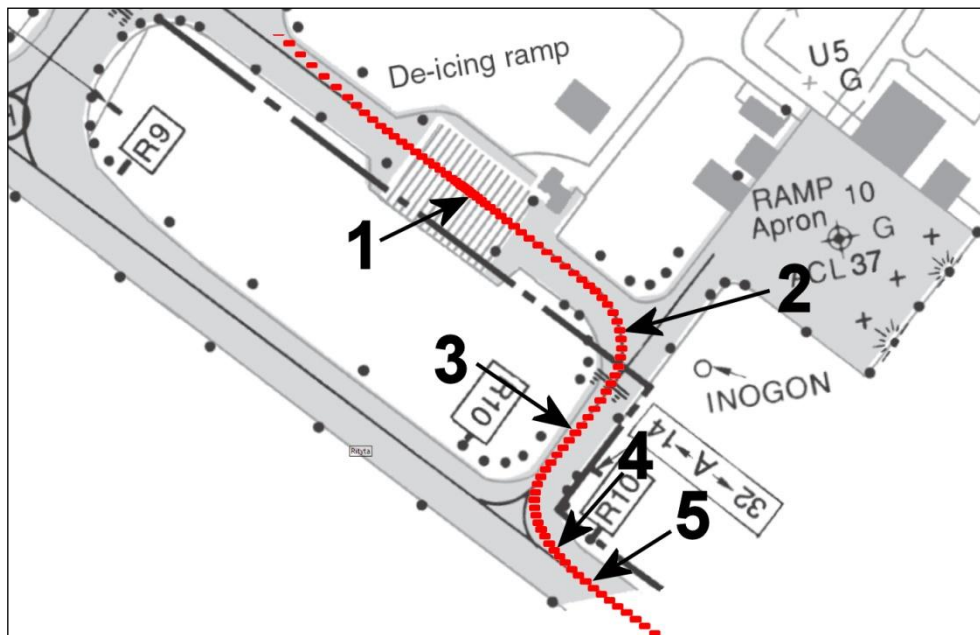 De-icing ramp
U5
G
R9
RAMP 10
Apron
G
ACL 37
1
2
3
R10
INOGON
32 A 14
4
R10
5
Rityta